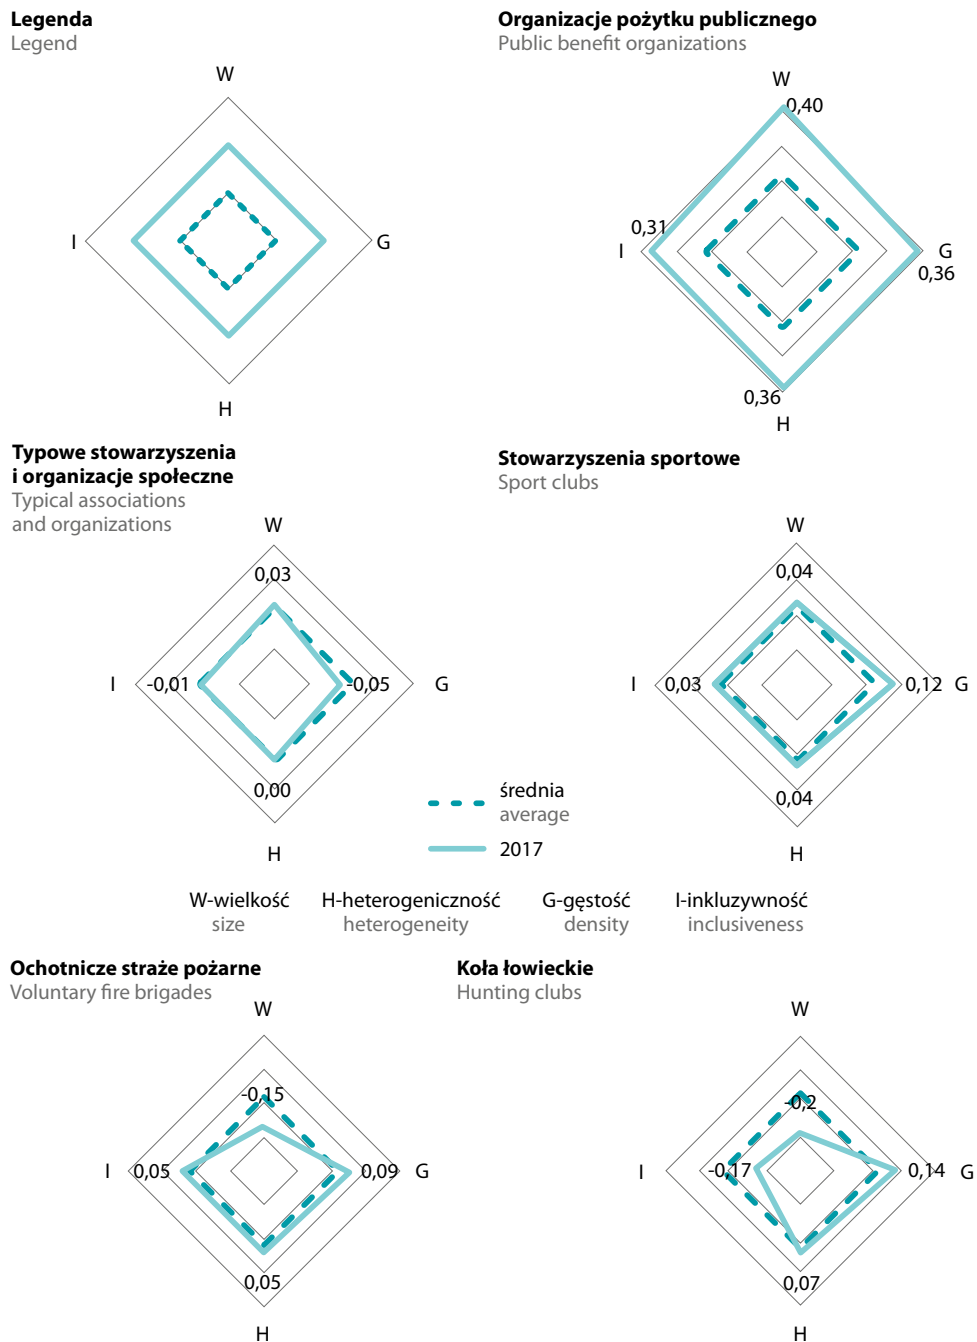 Legenda
Legend
W
I
G
H
Organizacje pożytku publicznego
Public benefit organizations
W
0,40
0,31
I
G
0,36
0,36
H
Typowe stowarzyszenia
i organizacje społeczne
Typical associations
and organizations
W
0,03
I
-0,01
-0,05
G
0,00
H
Stowarzyszenia sportowe
Sport clubs
W
0,04
I
0,03
0,12
G
0,04
H
średnia
average
2017
W-wielkość H-heterogeniczność G-gęstość I-inkluzywność
size heterogeneity density inclusiveness
Ochotnicze straże pożarne
Voluntary fire brigades
W
-0,15
I
0,05
0,09
G
0,05
H
Koła łowieckie
Hunting clubs
W
-0,2
I
-0,17
0,14
G
0,07
H